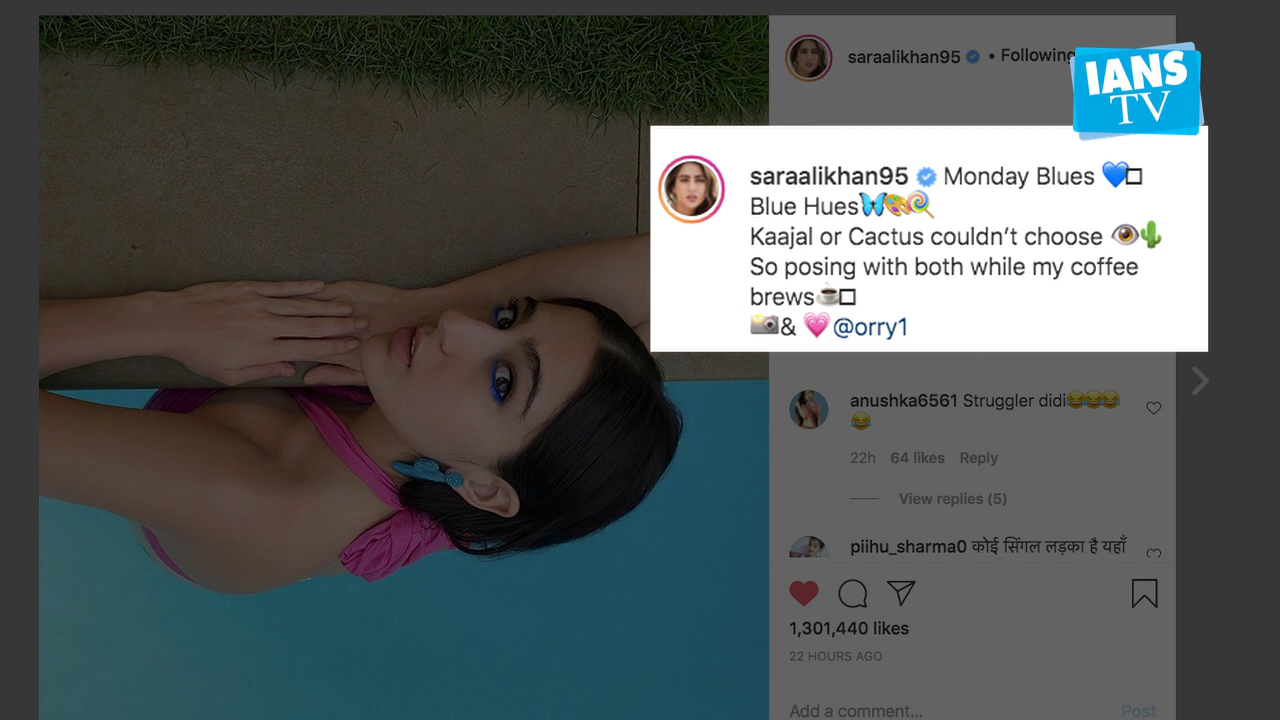 saraalikhan95 • Following
IANS
TV
saraalikhan95 Monday Blues 💙□
Blue Hues🦋🎨🍭
Kaajal or Cactus couldn’t choose 👁🌵
So posing with both while my coffee
brews☕□
📸& 💗@orry1
anushka6561 Struggler didi😂😂😂
😂
22h 64 likes Reply
View replies (5)
piihu_sharma0 कोई सिंगल लड़का है यहाँ
1,301,440 likes
22 HOURS AGO
Add a comment... Post